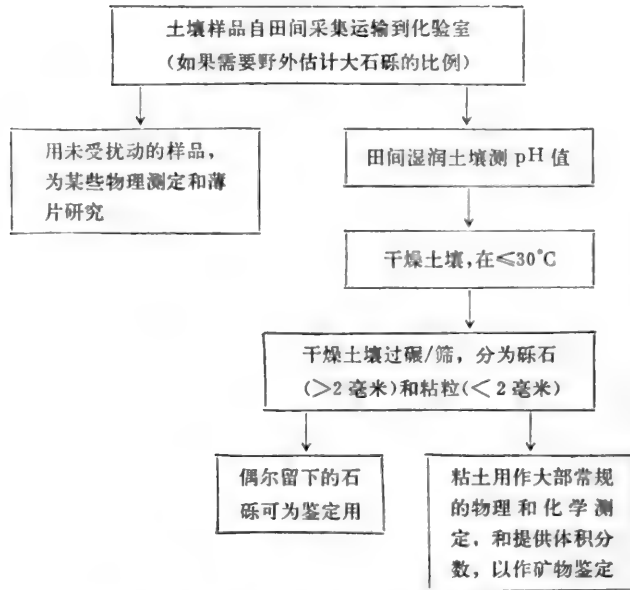 土壤样品自田间采集运输到化验室
(如果需要野外估计大石砾的比例)
用未受扰动的样品,
为某些物理测定和薄
片研究
田间湿润土壤测 pH 值
干燥土壤,在≤30°C
干燥土壤过碾/筛,分为砾石
(>2毫米)和粘粒(<2毫米)
偶尔留下的石
砾可为鉴定用
粘土用作大部常规
的物理和化学测
定,和提供体积分
数,以作矿物鉴定